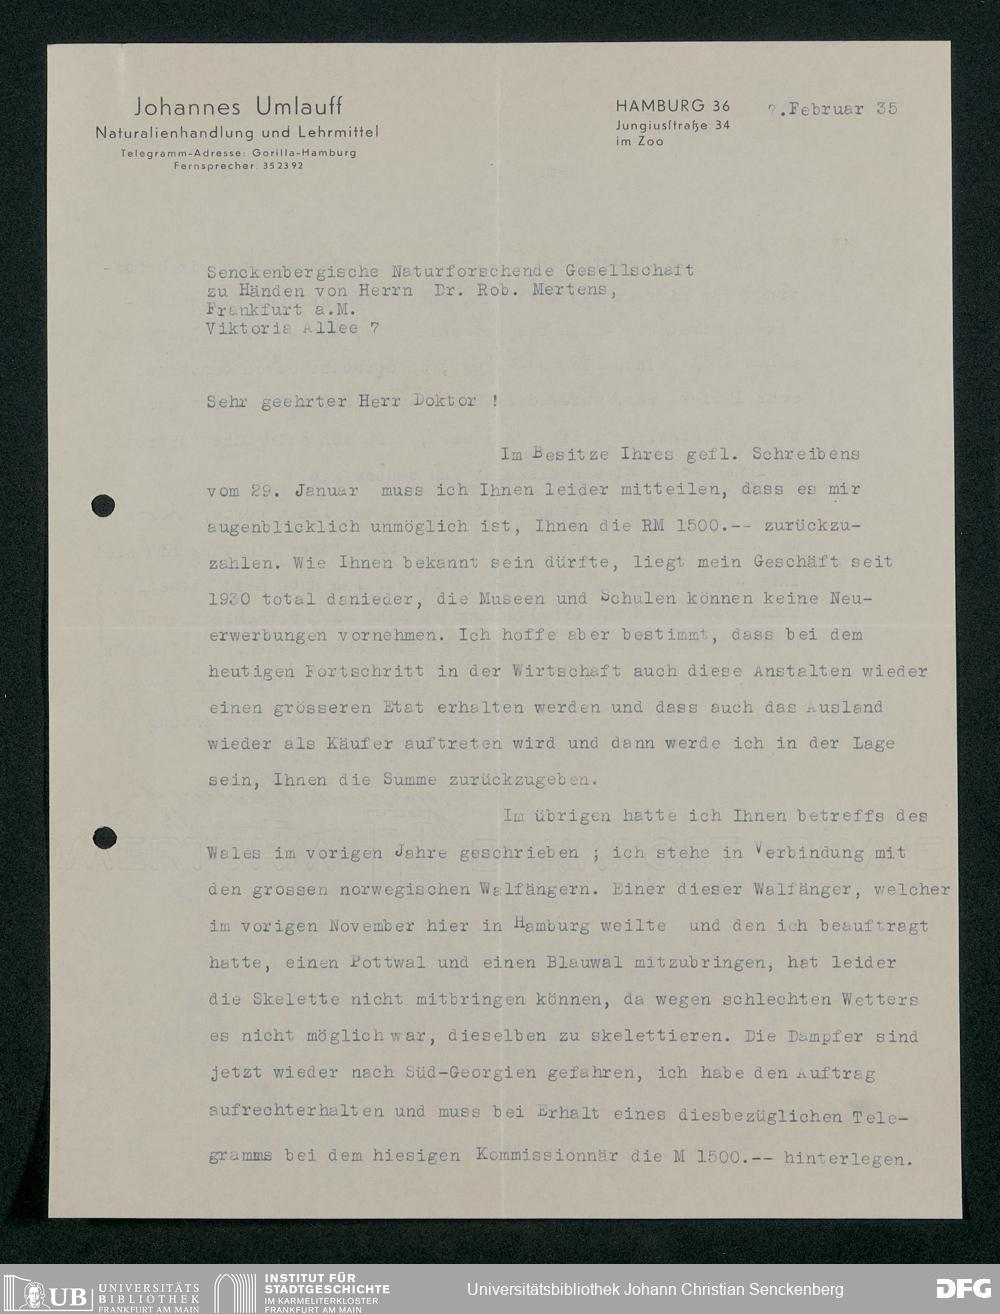 Johannes Umlauff
Naturalienhandlung und Lehrmittel
Telegramm-Adresse: Gorilla-Hamburg
Fernsprecher: 35 23 92
HAMBURG 36
Jungiusſtraße 34
im Zoo
7.Februar 35
Senckenbergische Naturforschende Gesellschaft
zu Händen von Herrn Dr. Rob. Mertens,
Frankfurt a.M.
Viktoria Allee 7
Sehr geehrter Herr Doktor !
Im Besitze Ihres gefl. Schreibens
vom 29. Januar muss ich Ihnen leider mitteilen, dass es mir
augenblicklich unmöglich ist, Ihnen die RM 1500.-- zurückzu-
zahlen. Wie Ihnen bekannt sein dürfte, liegt mein Geschäft seit
1930 total danieder, die Museen und Schulen können keine Neu-
erwerbungen vornehmen. Ich hoffe aber bestimmt, dass bei dem
heutigen Fortschritt in der Wirtschaft auch diese Anstalten wieder
einen grösseren Etat erhalten werden und dass auch das Ausland
wieder als Käufer auftreten wird und dann werde ich in der Lage
sein, Ihnen die Summe zurückzugeben.
Im übrigen hatte ich Ihnen betreffs des
Wales im vorigen Jahre geschrieben ; ich stehe in Verbindung mit
den grossen norwegischen Walfängern. Einer dieser Walfänger, welcher
im vorigen November hier in Hamburg weilte und den ich beauftragt
hatte, einen Pottwal und einen Blauwal mitzubringen, hat leider
die Skelette nicht mitbringen können, da wegen schlechten Wetters
es nicht möglich war, dieselben zu skelettieren. Die Dampfer sind
jetzt wieder nach Süd-Georgien gefahren, ich habe den Auftrag
aufrechterhalten und muss bei Erhalt eines diesbezüglichen Tele-
gramms bei dem hiesigen Kommissionnär die M 1500.-- hinterlegen.
UB UNIVERSITÄTS
BIBLIOTHEK
FRANKFURT AM MAIN
INSTITUT FÜR
STADTGESCHICHTE
IM KARMELITERKLOSTER
FRANKFURT AM MAIN
Universitätsbibliothek Johann Christian Senckenberg
DFG